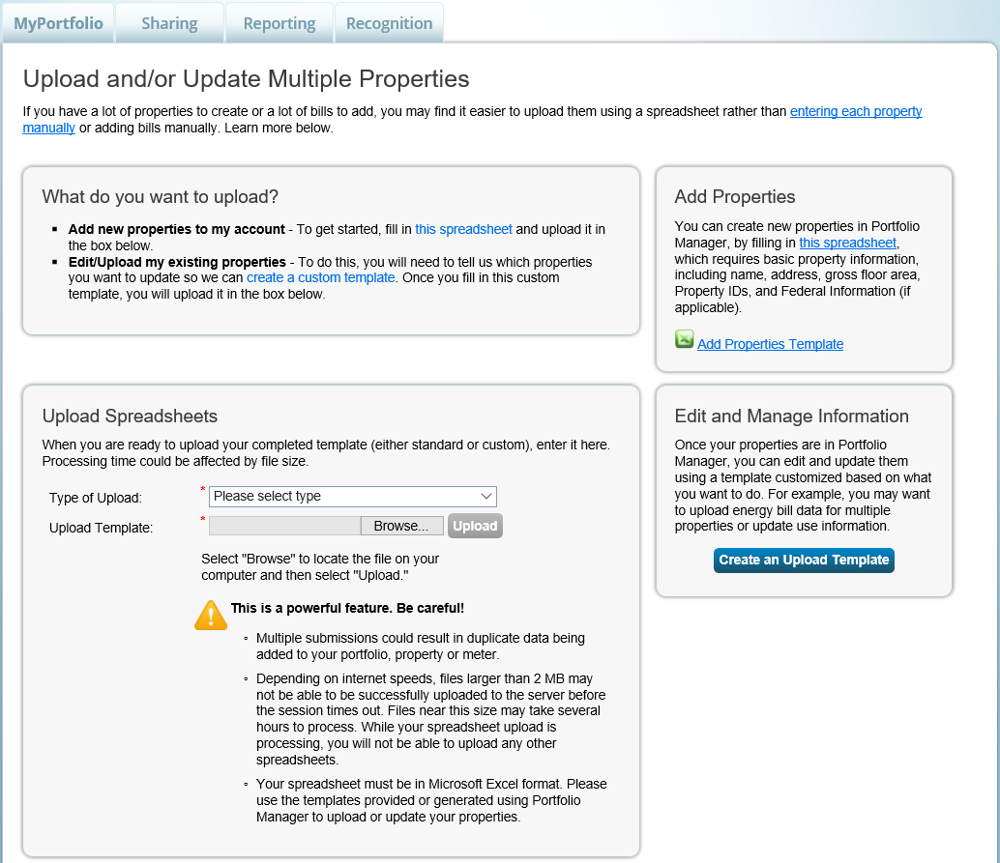 MyPortfolio
Sharing
Reporting
Recognition
Upload and/or Update Multiple Properties
If you have a lot of properties to create or a lot of bills to add, you may find it easier to upload them using a spreadsheet rather than entering each property
manually or adding bills manually. Learn more below.
What do you want to upload?
Add new properties to my account - To get started, fill in this spreadsheet and upload it in
the box below.
Edit/Upload my existing properties - To do this, you will need to tell us which properties
you want to update so we can create a custom template. Once you fill in this custom
template, you will upload it in the box below.
Add Properties
You can create new properties in Portfolio
Manager, by filling in this spreadsheet,
which requires basic property information,
including name, address, gross floor area,
Property IDs, and Federal Information (if
applicable).
Add Properties Template
Upload Spreadsheets
When you are ready to upload your completed template (either standard or custom), enter it here.
Processing time could be affected by file size.
Type of Upload: * Please select type
Upload Template: * Browse... Upload
Select "Browse" to locate the file on your
computer and then select "Upload."
This is a powerful feature. Be careful!
Multiple submissions could result in duplicate data being
added to your portfolio, property or meter.
Depending on internet speeds, files larger than 2 MB may
not be able to be successfully uploaded to the server before
the session times out. Files near this size may take several
hours to process. While your spreadsheet upload is
processing, you will not be able to upload any other
spreadsheets.
Your spreadsheet must be in Microsoft Excel format. Please
use the templates provided or generated using Portfolio
Manager to upload or update your properties.
Edit and Manage Information
Once your properties are in Portfolio
Manager, you can edit and update them
using a template customized based on what
you want to do. For example, you may want
to upload energy bill data for multiple
properties or update use information.
Create an Upload Template